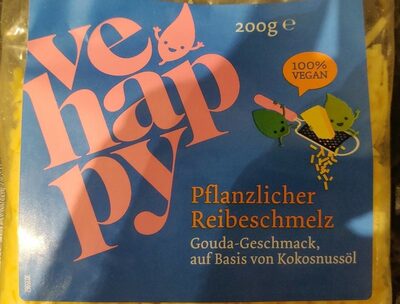 ve
hap
py
200g e
100%
VEGAN
Pflanzlicher
Reibeschmelz
Gouda-Geschmack,
auf Basis von Kokosnussöl